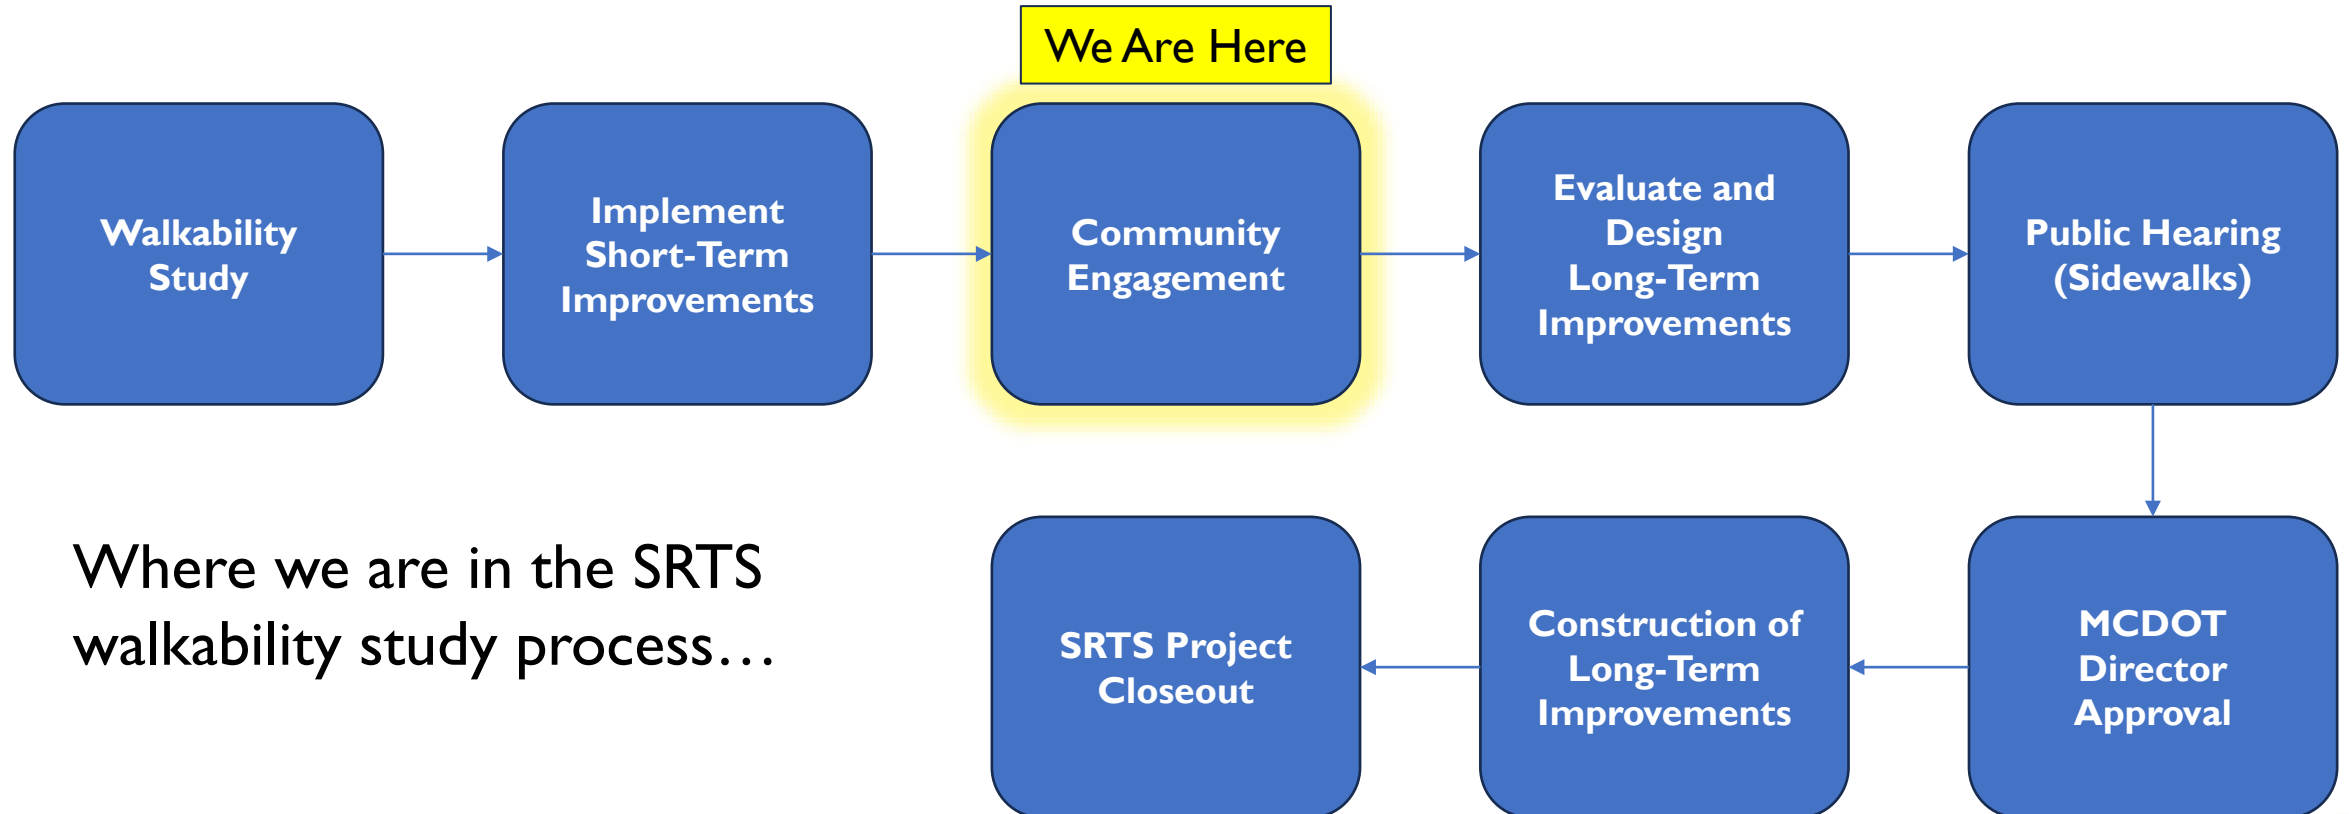 We Are Here
Walkability
Study
Implement
Short-Term
Improvements
Community
Engagement
Evaluate and
Design
Long-Term
Improvements
Public Hearing
(Sidewalks)
MCDOT
Director
Approval
Construction of
Long-Term
Improvements
SRTS Project
Closeout
Where we are in the SRTS
walkability study process…